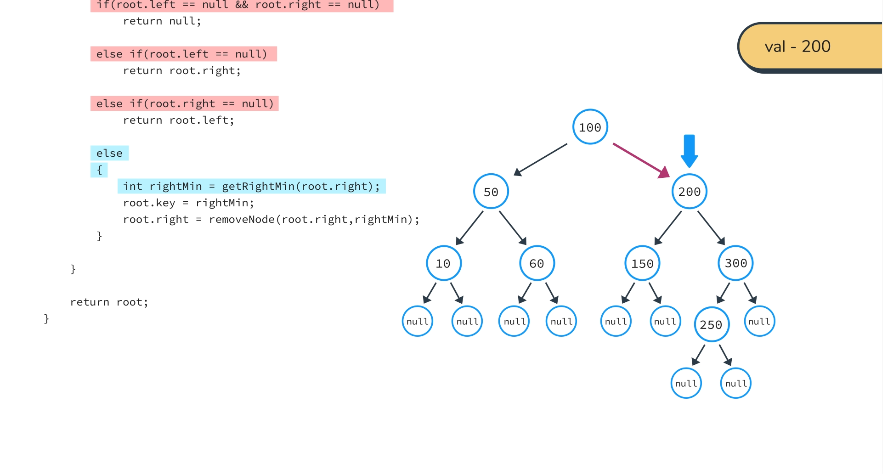 if(root.left == null && root.right == null)
return null;
else if(root.left == null)
return root.right;
else if(root.right == null)
return root.left;
else
{
int rightMin = getRightMin(root.right);
root.key = rightMin;
root.right = removeNode(root.right,rightMin);
}
}
return root;
}
val - 200
100
50 200
10 60 150 300
null null null null null null 250 null
null null